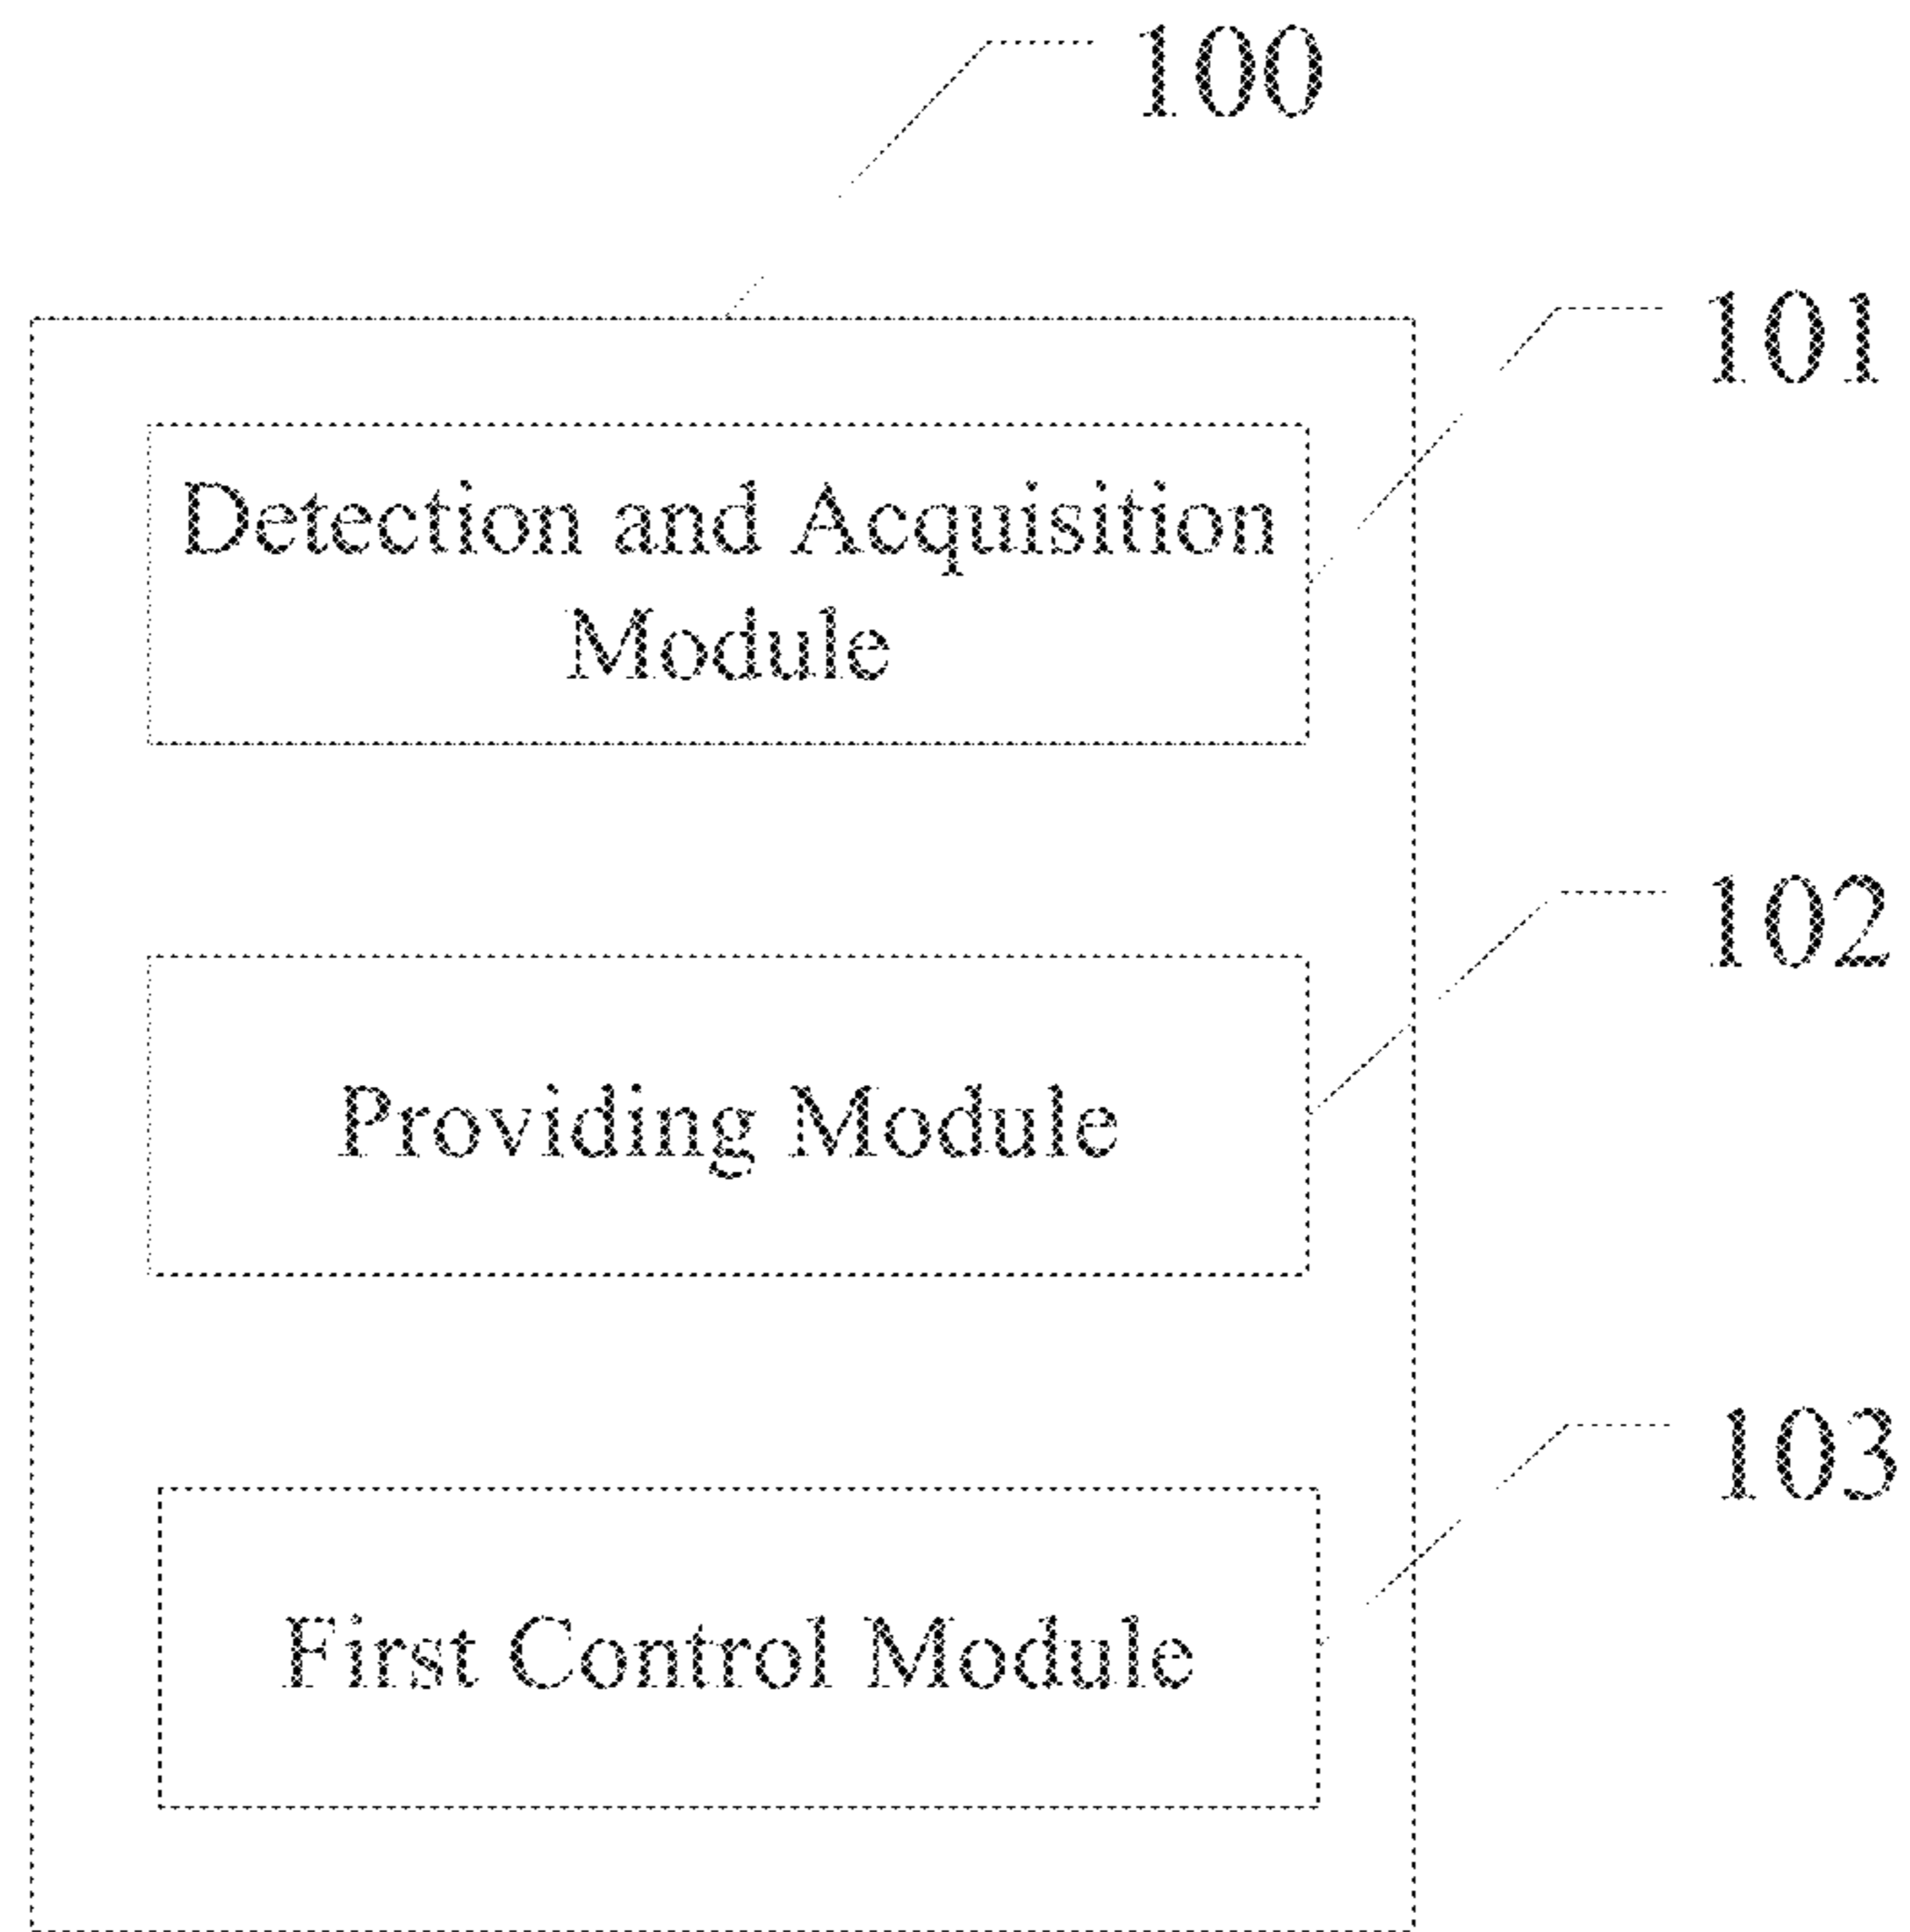 100
101
Detection and Acquisition
Module
102
Providing Module
103
First Control Module